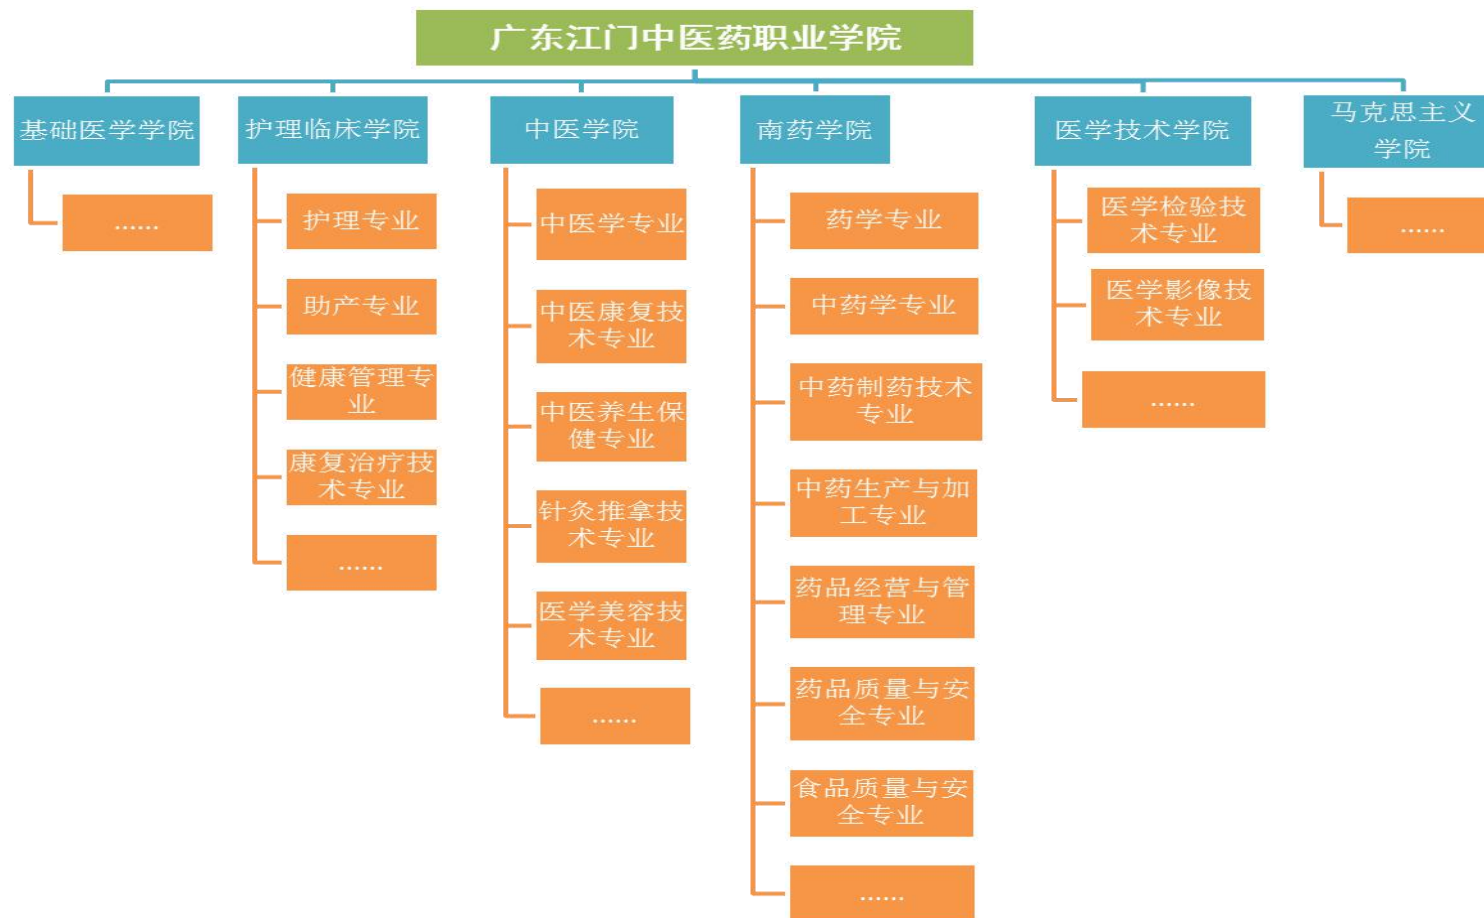 广东江门中医药职业学院
基础医学学院
......
护理临床学院
护理专业
助产专业
健康管理专
业
康复治疗技
术专业
......
中医学院
中医学专业
中医康复技
术专业
中医养生保
健专业
针灸推拿技
术专业
医学美容技
术专业
......
南药学院
药学专业
中药学专业
中药制药技术
专业
中药生产与加
工专业
药品经营与管
理专业
药品质量与安
全专业
食品质量与安
全专业
......
医学技术学院
医学检验技
术专业
医学影像技
术专业
......
马克思主义
学院
......